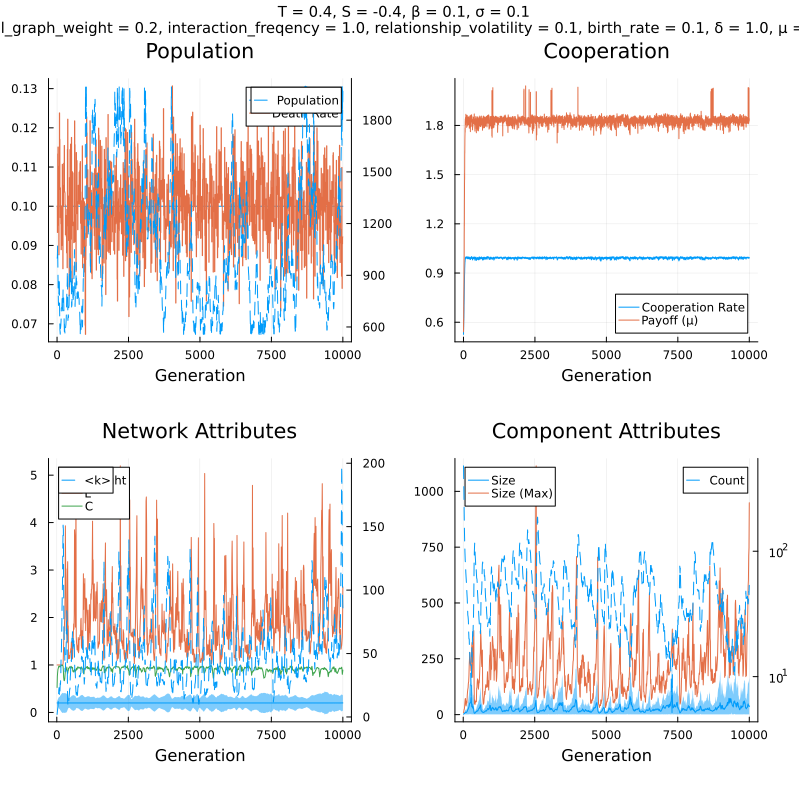 T = 0.4, S = -0.4, β = 0.1, σ = 0.1
l_graph_weight = 0.2, interaction_freqency = 1.0, relationship_volatility = 0.1, birth_rate = 0.1, δ = 1.0, μ =
Population
Cooperation
0.13
0.12
0.11
0.10
0.09
0.08
0.07
1800
1500
1200
900
600
Population
Death Rate
0 2500 5000 7500 10000
Generation
1.8
1.5
1.2
0.9
0.6
Cooperation Rate
Payoff (μ)
0 2500 5000 7500 10000
Generation
Network Attributes
Component Attributes
5
4
3
2
1
0
200
150
100
50
0
<k> ht
L
C
0 2500 5000 7500 10000
Generation
1000
750
500
250
0
Size
Size (Max)
Count
10²
10¹
0 2500 5000 7500 10000
Generation